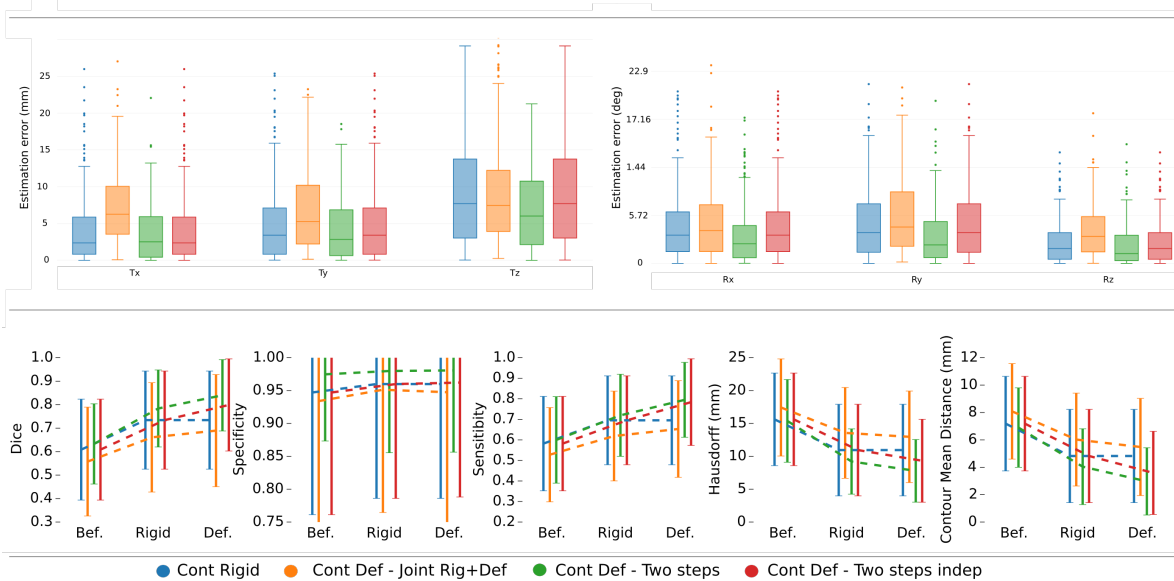 Estimation error (mm)
25
20
15
10
5
0
Tx
Ty
Tz
Estimation error (deg)
22.9
17.16
1.44
5.72
0
Rx
Ry
Rz
Dice
1.0
0.9
0.8
0.7
0.6
0.5
0.4
0.3
Bef.
Rigid
Def.
Specificity
1.00
0.95
0.90
0.85
0.80
0.75
Bef.
Rigid
Def.
Sensitibity
1.0
0.9
0.8
0.7
0.6
0.5
0.4
0.3
0.2
Bef.
Rigid
Def.
Hausdorff (mm)
25
20
15
10
5
0
Bef.
Rigid
Def.
Contour Mean Distance (mm)
12
10
8
6
4
2
0
Bef.
Rigid
Def.
Cont Rigid
Cont Def - Joint Rig+Def
Cont Def - Two steps
Cont Def - Two steps indep